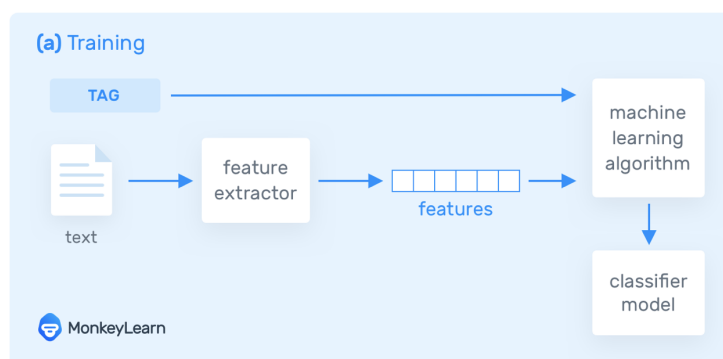 (a) Training
TAG
machine
learning
algorithm
feature
extractor
features
text
classifier
model
MonkeyLearn